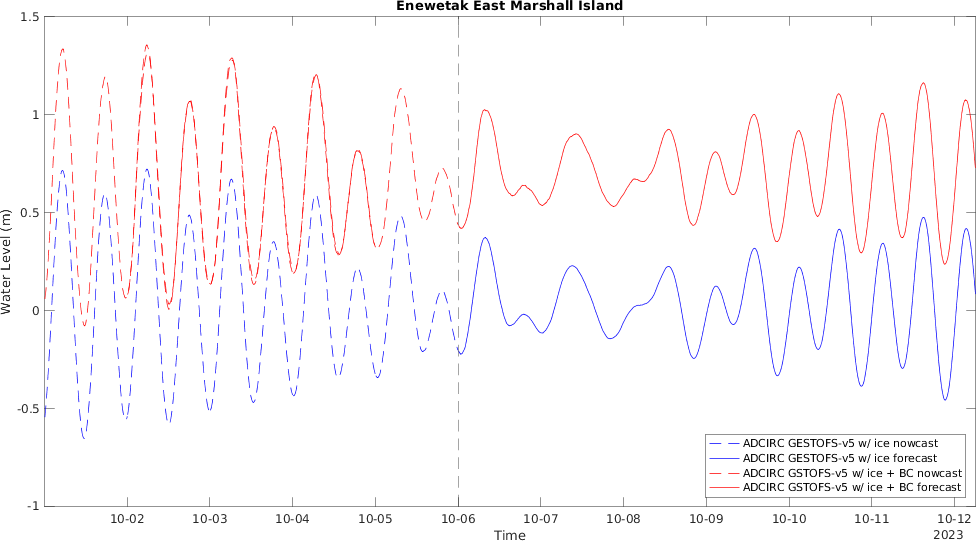 Enewetak East Marshall Island
1.5
1
0.5
0
-0.5
-1
Water Level (m)
ADCIRC GESTOFS-v5 w/ ice nowcast
ADCIRC GESTOFS-v5 w/ ice forecast
ADCIRC GSTOFS-v5 w/ ice + BC nowcast
ADCIRC GSTOFS-v5 w/ ice + BC forecast
10-02 10-03 10-04 10-05 10-06 10-07 10-08 10-09 10-10 10-11 10-12
Time 2023